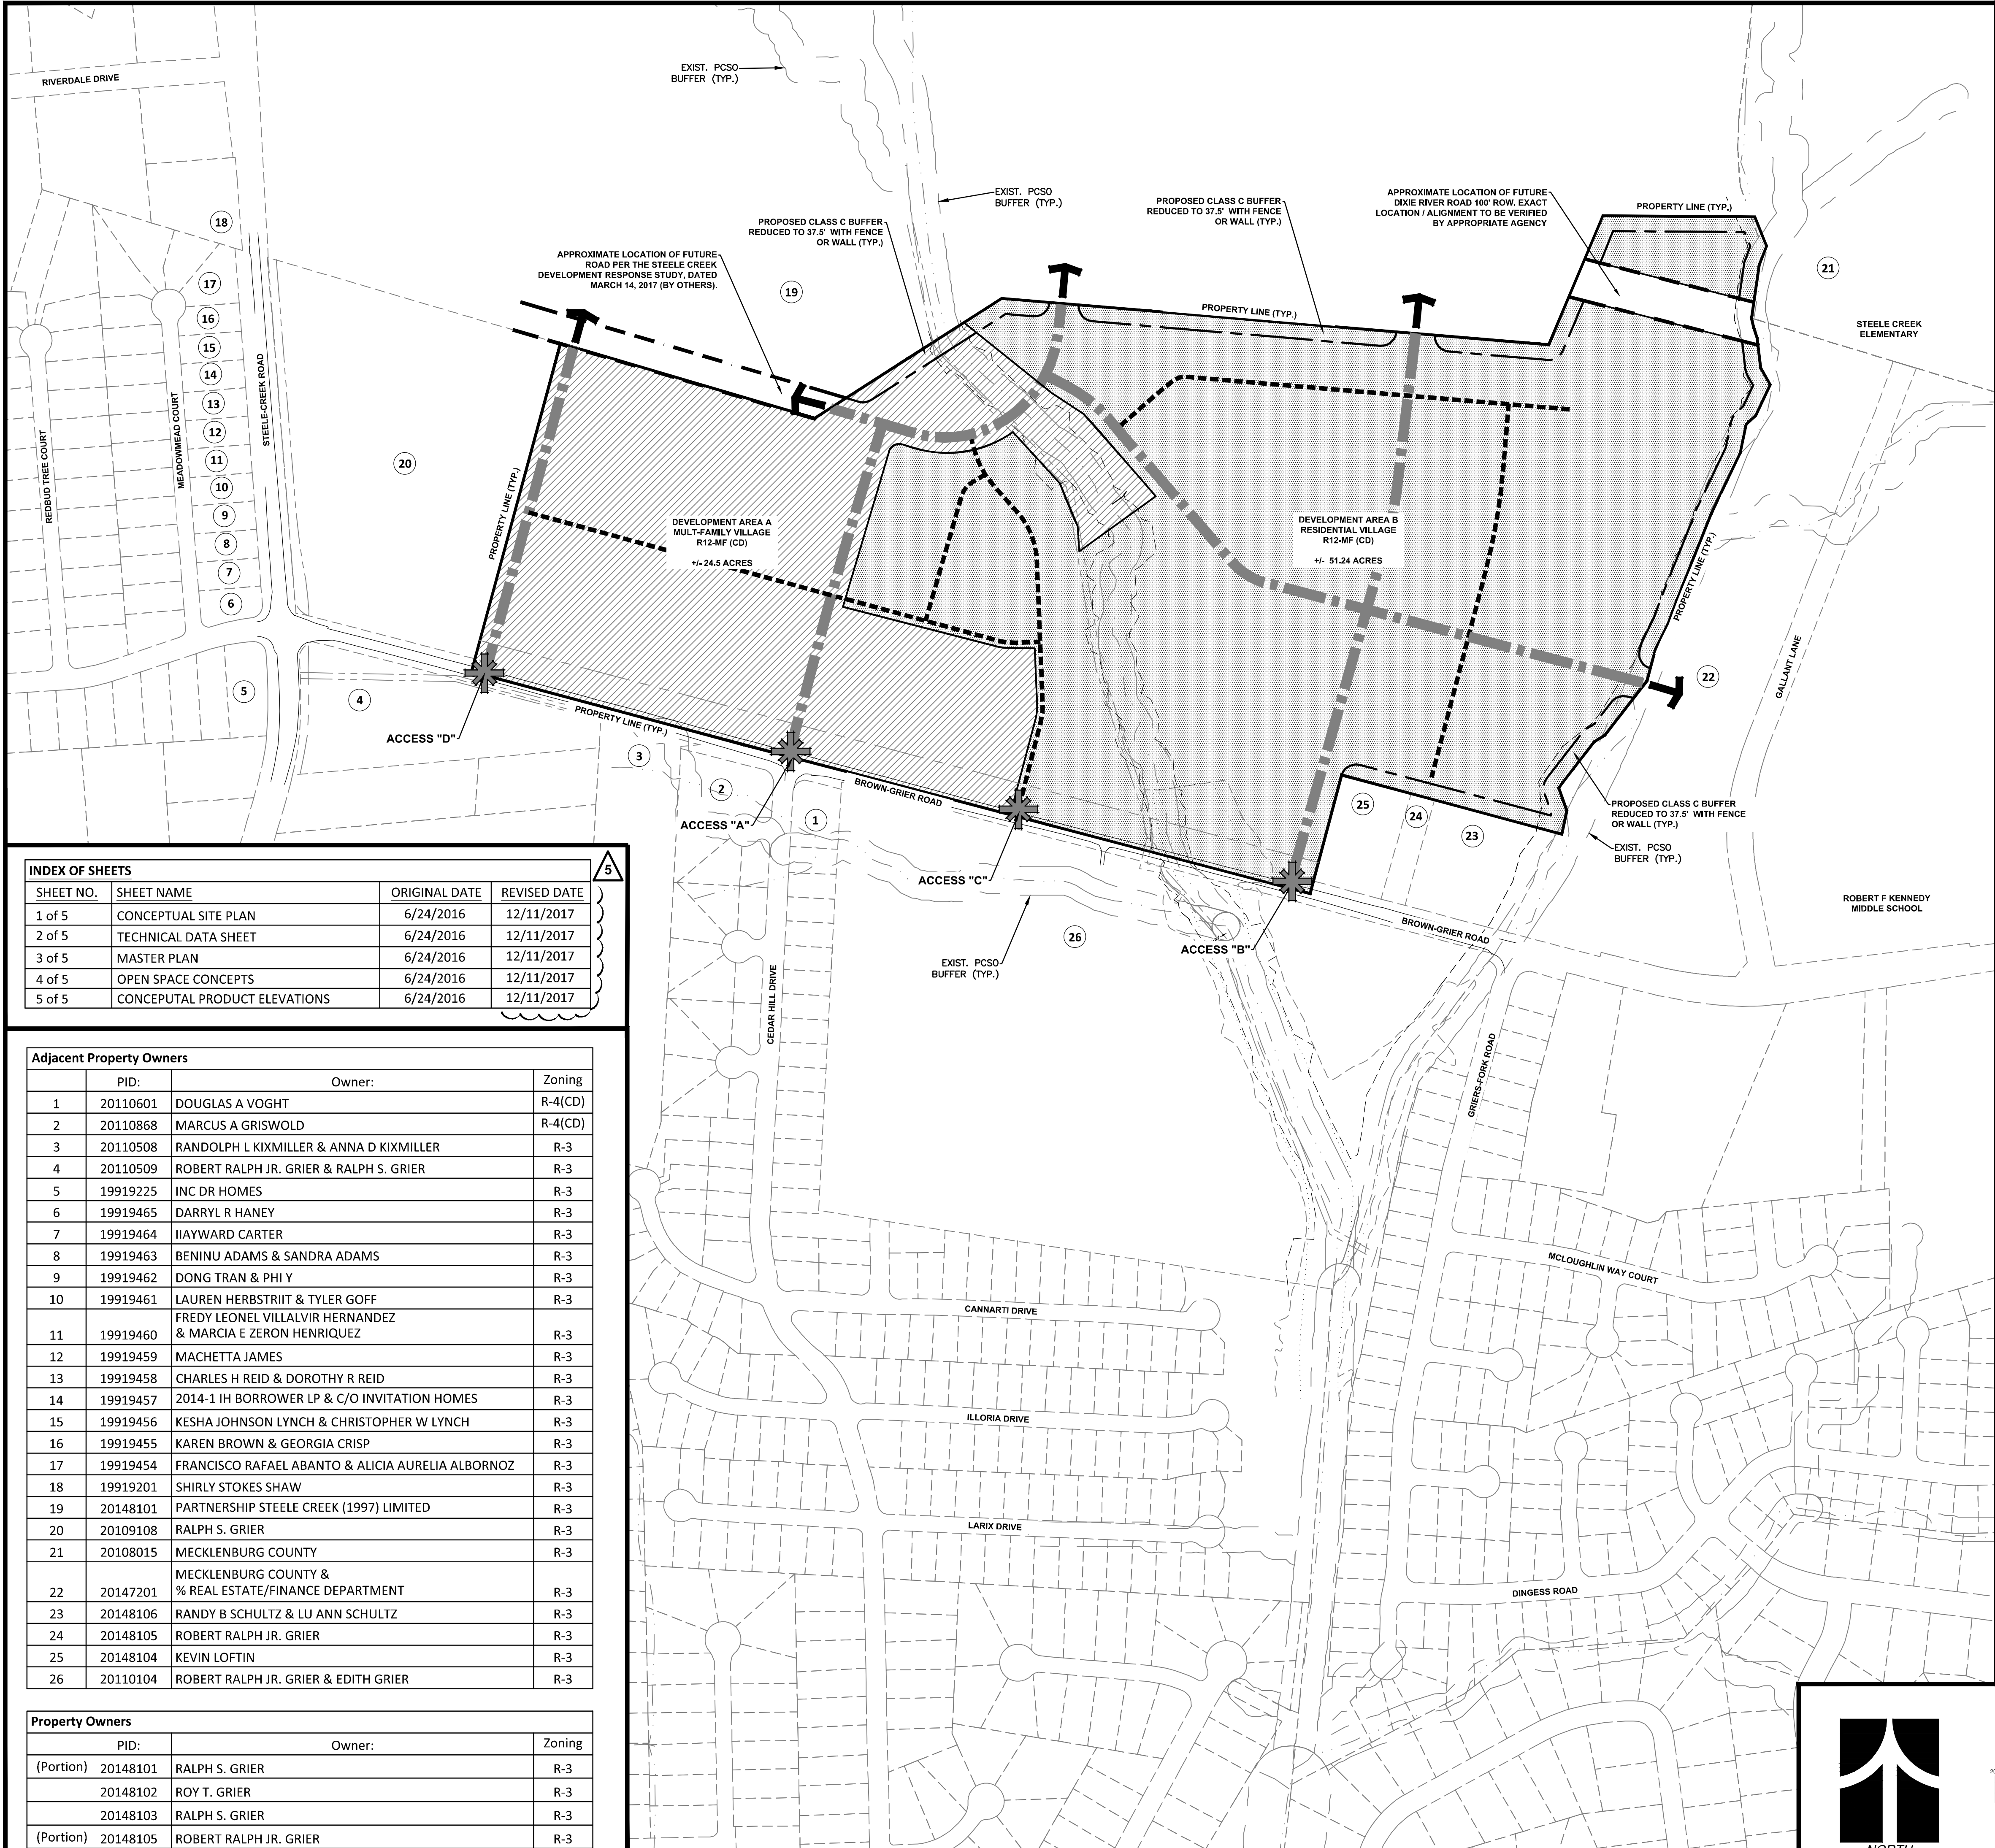 RIVERDALE DRIVE
EXIST. PCSO
BUFFER (TYP.)
EXIST. PCSO
BUFFER (TYP.)
PROPOSED CLASS C BUFFER
REDUCED TO 37.5' WITH FENCE
OR WALL (TYP.)
PROPOSED CLASS C BUFFER
REDUCED TO 37.5' WITH FENCE
OR WALL (TYP.)
APPROXIMATE LOCATION OF FUTURE
DIXIE RIVER ROAD 100' ROW. EXACT
LOCATION / ALIGNMENT TO BE VERIFIED
BY APPROPRIATE AGENCY
PROPERTY LINE (TYP.)
APPROXIMATE LOCATION OF FUTURE
ROAD PER THE STEELE CREEK
DEVELOPMENT RESPONSE STUDY, DATED
MARCH 14, 2017 (BY OTHERS).
18
17
16
15
14
13
12
11
10
9
8
7
6
5
4
3
2
1
19
20
21
22
23
24
25
26
REDBUD TREE COURT
MEADOWMEAD COURT
STEELE-CREEK ROAD
PROPERTY LINE (TYP.)
PROPERTY LINE (TYP.)
STEELE CREEK
ELEMENTARY
DEVELOPMENT AREA A
MULT-FAMILY VILLAGE
R12-MF (CD)
+/- 24.5 ACRES
DEVELOPMENT AREA B
RESIDENTIAL VILLAGE
R12-MF (CD)
+/- 51.24 ACRES
PROPERTY LINE (TYP.)
GALLANT LANE
ACCESS "D"
PROPERTY LINE (TYP.)
ACCESS "A"
BROWN-GRIER ROAD
ACCESS "C"
ACCESS "B"
BROWN-GRIER ROAD
PROPOSED CLASS C BUFFER
REDUCED TO 37.5' WITH FENCE
OR WALL (TYP.)
EXIST. PCSO
BUFFER (TYP.)
EXIST. PCSO
BUFFER (TYP.)
ROBERT F KENNEDY
MIDDLE SCHOOL
CEDAR HILL DRIVE
GRIERS-FORK ROAD
MCLOUGHLIN WAY COURT
CANNARTI DRIVE
ILLORIA DRIVE
LARIX DRIVE
DINGESS ROAD
INDEX OF SHEETS
5
SHEET NO. SHEET NAME ORIGINAL DATE REVISED DATE
1 of 5 CONCEPTUAL SITE PLAN 6/24/2016 12/11/2017
2 of 5 TECHNICAL DATA SHEET 6/24/2016 12/11/2017
3 of 5 MASTER PLAN 6/24/2016 12/11/2017
4 of 5 OPEN SPACE CONCEPTS 6/24/2016 12/11/2017
5 of 5 CONCEPUTAL PRODUCT ELEVATIONS 6/24/2016 12/11/2017
Adjacent Property Owners
PID: Owner: Zoning
1 20110601 DOUGLAS A VOGHT R-4(CD)
2 20110868 MARCUS A GRISWOLD R-4(CD)
3 20110508 RANDOLPH L KIXMILLER & ANNA D KIXMILLER R-3
4 20110509 ROBERT RALPH JR. GRIER & RALPH S. GRIER R-3
5 19919225 INC DR HOMES R-3
6 19919465 DARRYL R HANEY R-3
7 19919464 IIAYWARD CARTER R-3
8 19919463 BENINU ADAMS & SANDRA ADAMS R-3
9 19919462 DONG TRAN & PHI Y R-3
10 19919461 LAUREN HERBSTRIIT & TYLER GOFF R-3
FREDY LEONEL VILLALVIR HERNANDEZ
11 19919460 & MARCIA E ZERON HENRIQUEZ R-3
12 19919459 MACHETTA JAMES R-3
13 19919458 CHARLES H REID & DOROTHY R REID R-3
14 19919457 2014-1 IH BORROWER LP & C/O INVITATION HOMES R-3
15 19919456 KESHA JOHNSON LYNCH & CHRISTOPHER W LYNCH R-3
16 19919455 KAREN BROWN & GEORGIA CRISP R-3
17 19919454 FRANCISCO RAFAEL ABANTO & ALICIA AURELIA ALBORNOZ R-3
18 19919201 SHIRLY STOKES SHAW R-3
19 20148101 PARTNERSHIP STEELE CREEK (1997) LIMITED R-3
20 20109108 RALPH S. GRIER R-3
21 20108015 MECKLENBURG COUNTY R-3
MECKLENBURG COUNTY &
22 20147201 % REAL ESTATE/FINANCE DEPARTMENT R-3
23 20148106 RANDY B SCHULTZ & LU ANN SCHULTZ R-3
24 20148105 ROBERT RALPH JR. GRIER R-3
25 20148104 KEVIN LOFTIN R-3
26 20110104 ROBERT RALPH JR. GRIER & EDITH GRIER R-3
Property Owners
PID: Owner: Zoning
(Portion) 20148101 RALPH S. GRIER R-3
20148102 ROY T. GRIER R-3
20148103 RALPH S. GRIER R-3
(Portion) 20148105 ROBERT RALPH JR. GRIER R-3
NORTH